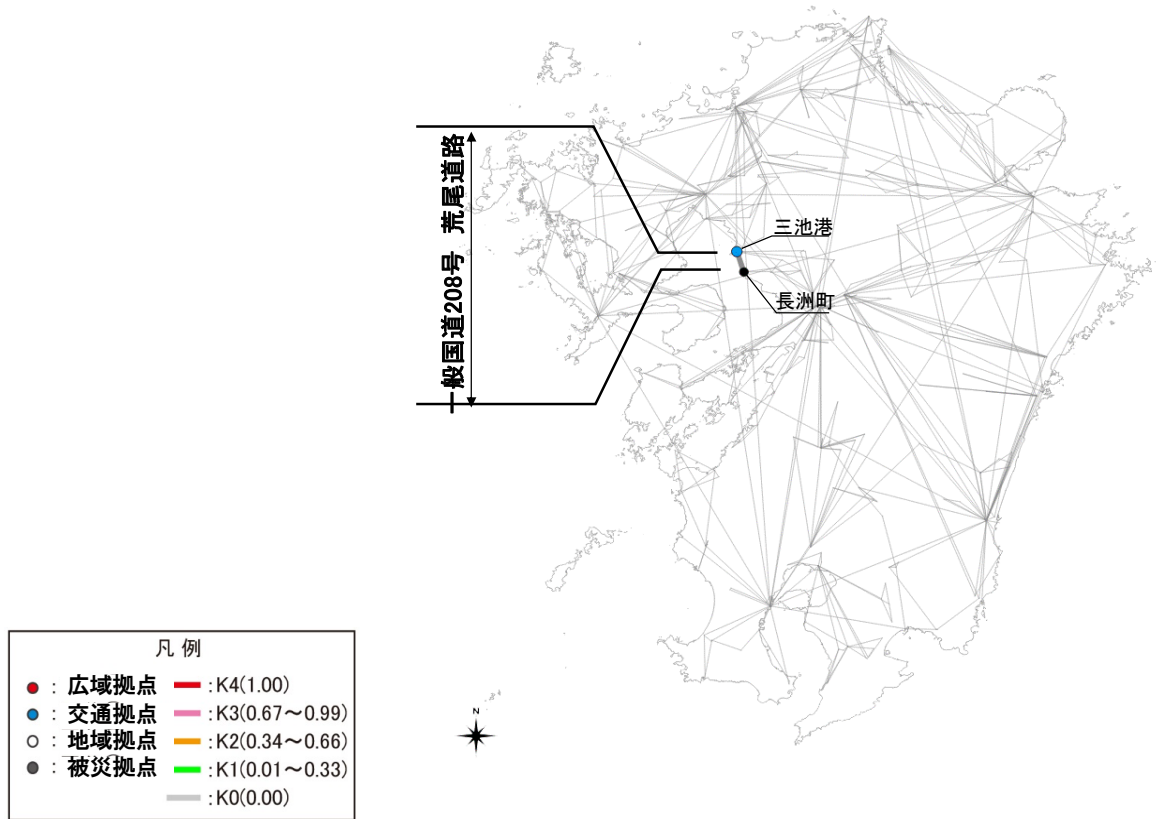 一般国道208号 荒尾道路
三池港
長洲町
凡例
: 広域拠点
: 交通拠点
: 地域拠点
: 被災拠点
:K4(1.00)
:K3(0.67～0.99)
:K2(0.34～0.66)
:K1(0.01～0.33)
:K0(0.00)
N